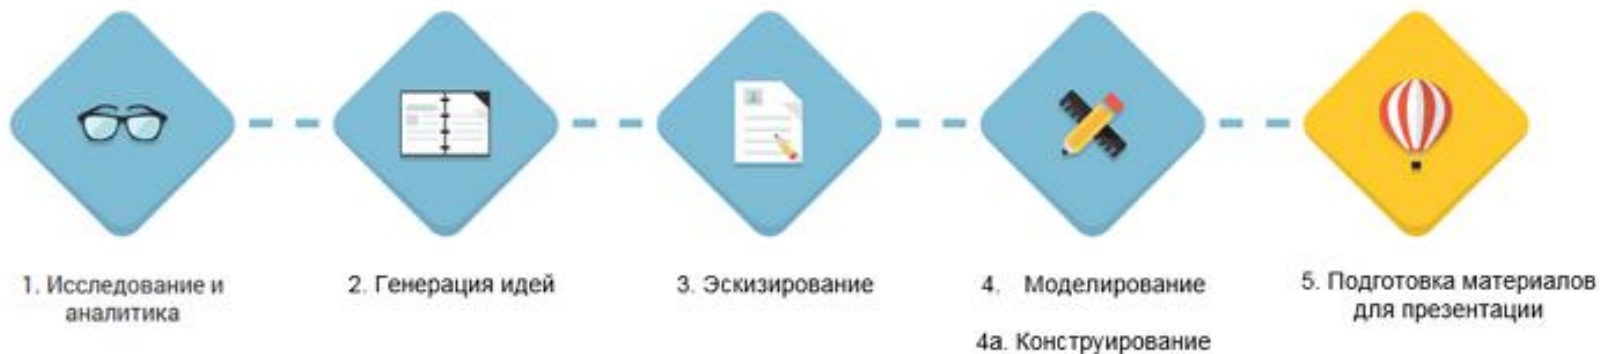 1. Исследование и
аналитика
2. Генерация идей
3. Эскизирование
4. Моделирование
4а. Конструирование
5. Подготовка материалов
для презентации